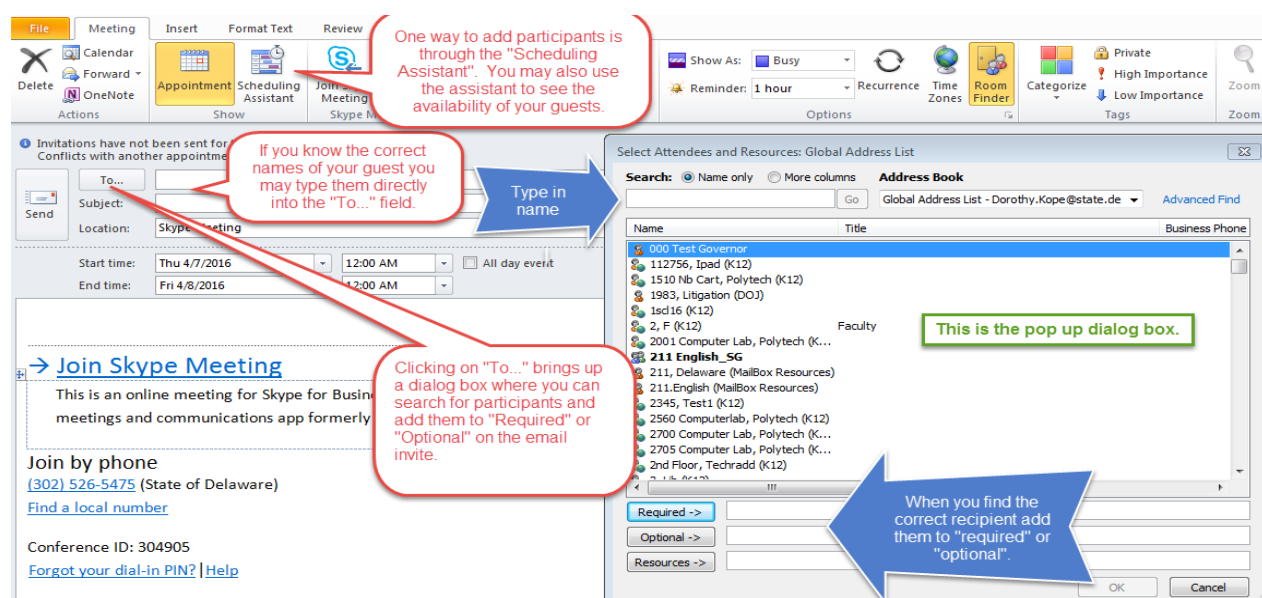 File Meeting Insert Format Text Review
Delete
Calendar
Forward
OneNote
Actions
Appointment
Scheduling
Assistant
Show
Meeting
Skype M
One way to add participants is
through the "Scheduling
Assistant". You may also use
the assistant to see the
availability of your guests.
Show As: Busy
Reminder: 1 hour
Recurrence
Time
Zones
Room
Finder
Options
Categorize
Private
High Importance
Low Importance
Tags
Zoom
Zoom
Invitations have not been sent for
Conflicts with another appointme
Send
To...
Subject:
Location: Skype Meeting
Start time: Thu 4/7/2016 12:00 AM All day event
End time: Fri 4/8/2016 12:00 AM
If you know the correct
names of your guest you
may type them directly
into the "To..." field.
Type in
name
→ Join Skype Meeting
This is an online meeting for Skype for Busin
meetings and communications app formerly
Clicking on "To..." brings up
a dialog box where you can
search for participants and
add them to "Required" or
"Optional" on the email
invite.
Join by phone
(302) 526-5475 (State of Delaware)
Find a local number
Conference ID: 304905
Forgot your dial-in PIN? | Help
Select Attendees and Resources: Global Address List
Search: Name only More columns Address Book
Go Global Address List - Dorothy.Kope@state.de Advanced Find
Name Title Business Phone
000 Test Governor
112756, Ipad (K12)
1510 Nb Cart, Polytech (K12)
1983, Litigation (DOJ)
1scl16 (K12)
2, F (K12) Faculty
2001 Computer Lab, Polytech (K...
211 English_SG
211, Delaware (MailBox Resources)
211.English (MailBox Resources)
2345, Test1 (K12)
2560 Computerlab, Polytech (K12)
2700 Computer Lab, Polytech (K...
2705 Computer Lab, Polytech (K...
2nd Floor, Techradd (K12)
This is the pop up dialog box.
Required ->
Optional ->
Resources ->
When you find the
correct recipient add
them to "required" or
"optional".
OK Cancel